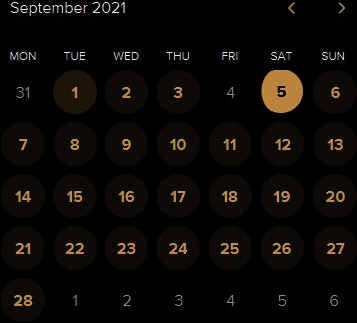 September 2021
MON TUE WED THU FRI SAT SUN
31 1 2 3 4 5 6
7 8 9 10 11 12 13
14 15 16 17 18 19 20
21 22 23 24 25 26 27
28 1 2 3 4 5 6